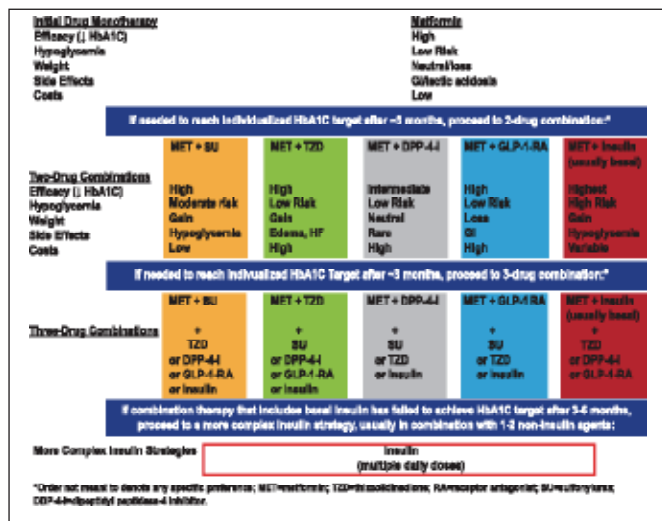 Initial Drug Monotherapy Metformin
Efficacy (↓ HbA1C) High
Hypoglycemia Low Risk
Weight Neutral/loss
Side Effects GI/lactic acidosis
Costs Low
If needed to reach individualized HbA1C target after ~3 months, proceed to 2-drug combination:*
MET + SU MET + TZD MET + DPP-4-I MET + GLP-1-RA MET + Insulin
(usually basal)
Two-Drug Combinations
Efficacy (↓ HbA1C) High High Intermediate High Highest
Hypoglycemia Moderate risk Low Risk Low Risk Low Risk High Risk
Weight Gain Gain Neutral Loss Gain
Side Effects Hypoglycemia Edema, HF Rare GI Hypoglycemia
Costs Low High High High Variable
If needed to reach indivualized HbA1C Target after ~3 months, proceed to 3-drug combination:*
MET + SU MET + TZD MET + DPP-4-I MET + GLP-1 RA MET + Insulin
(usually basal)
Three-Drug Combinations + + + + +
TZD SU SU SU TZD
or DPP-4-I or DPP-4-I or TZD or TZD or DPP-4-I
or GLP-1-RA or GLP-1-RA or Insulin or Insulin or GLP-1-RA
or Insulin or Insulin
If combination therapy that includes basal insulin has failed to achieve HbA1C target after 3-6 months,
proceed to a more complex insulin strategy, usually in combination with 1-2 non-insulin agents:
More Complex Insulin Strategies Insulin
(multiple daily doses)
*Order not meant to denote any specific preference; MET=metformin; TZD=thiazolidinediones; RA=receptor antagonist; SU=sulfonylurea;
DDP-4-I=dipeptidyl peptidase-4 inhibitor.